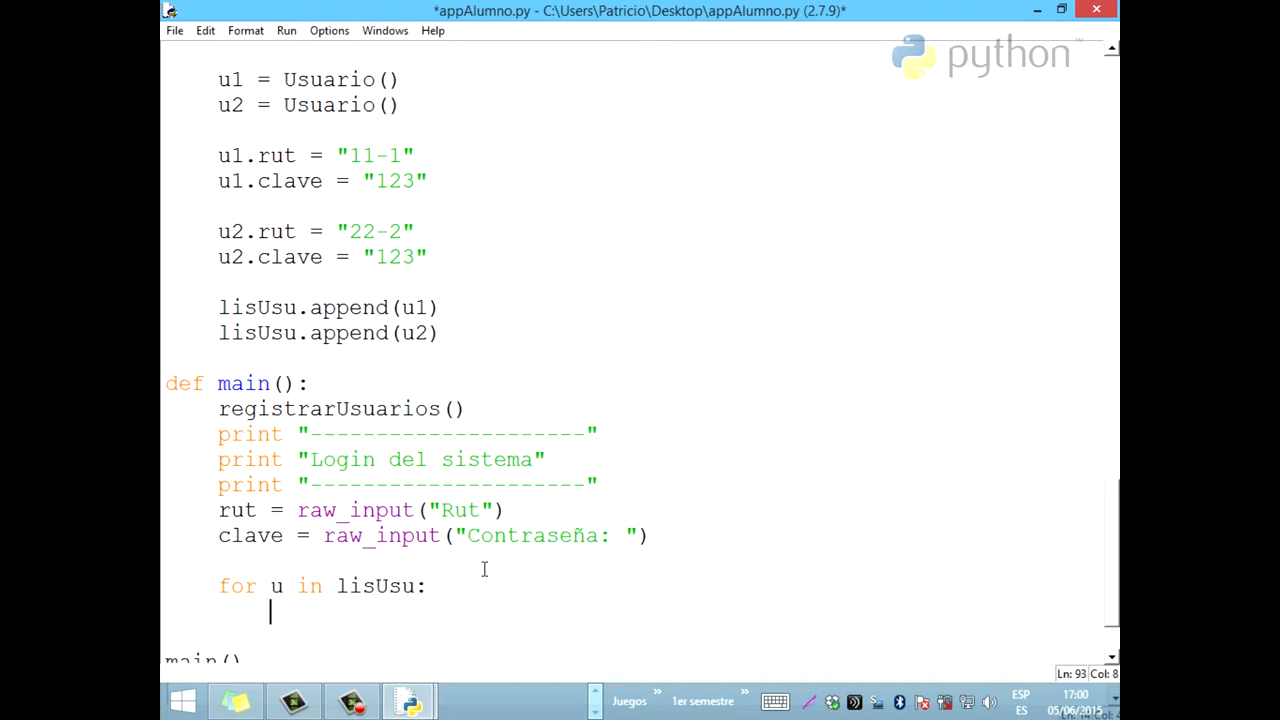 *appAlumno.py - C:\Users\Patricio\Desktop\appAlumno.py (2.7.9)*
File Edit Format Run Options Windows Help
python™
u1 = Usuario()
u2 = Usuario()
u1.rut = "11-1"
u1.clave = "123"
u2.rut = "22-2"
u2.clave = "123"
lisUsu.append(u1)
lisUsu.append(u2)
def main():
registrarUsuarios()
print "---------------------"
print "Login del sistema"
print "---------------------"
rut = raw_input("Rut")
clave = raw_input("Contraseña: ")
for u in lisUsu:
main()
Ln: 93 Col: 8
Juegos » 1er semestre » ESP 17:00
ES 05/06/2015